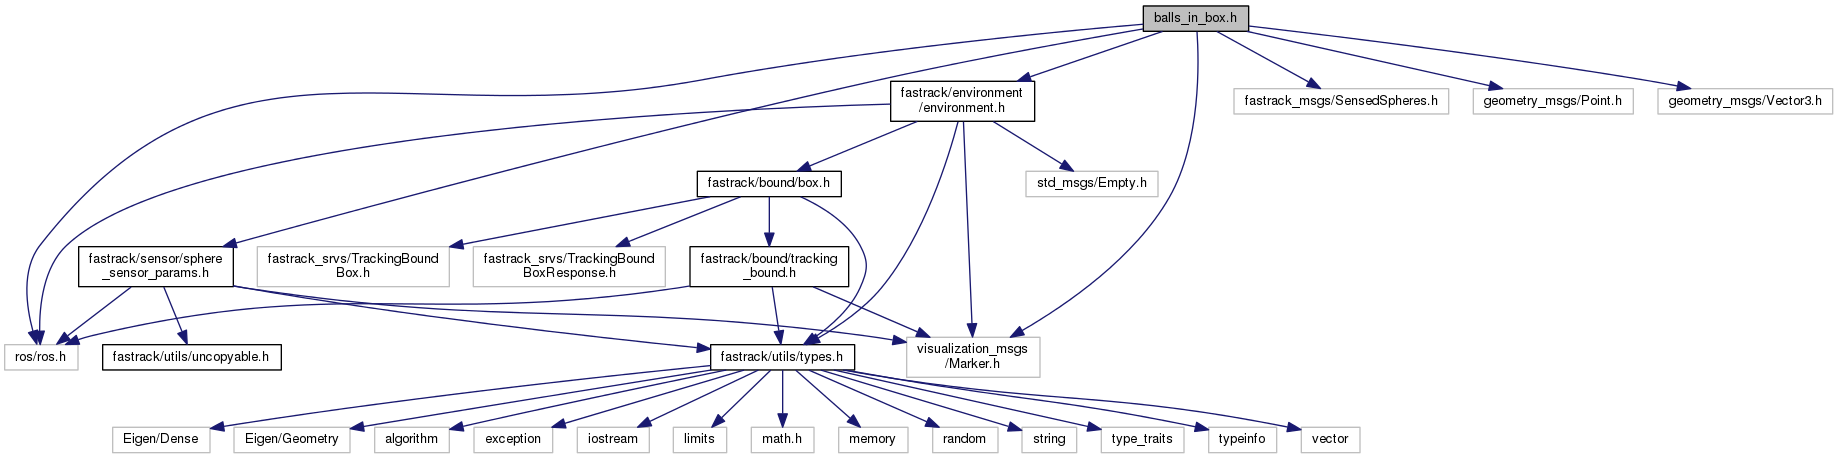 balls_in_box.h
fastrack/environment
/environment.h
fastrack_msgs/SensedSpheres.h
geometry_msgs/Point.h
geometry_msgs/Vector3.h
fastrack/bound/box.h
std_msgs/Empty.h
fastrack/sensor/sphere
_sensor_params.h
fastrack_srvs/TrackingBound
Box.h
fastrack_srvs/TrackingBound
BoxResponse.h
fastrack/bound/tracking
_bound.h
ros/ros.h
fastrack/utils/uncopyable.h
fastrack/utils/types.h
visualization_msgs
/Marker.h
Eigen/Dense
Eigen/Geometry
algorithm
exception
iostream
limits
math.h
memory
random
string
type_traits
typeinfo
vector